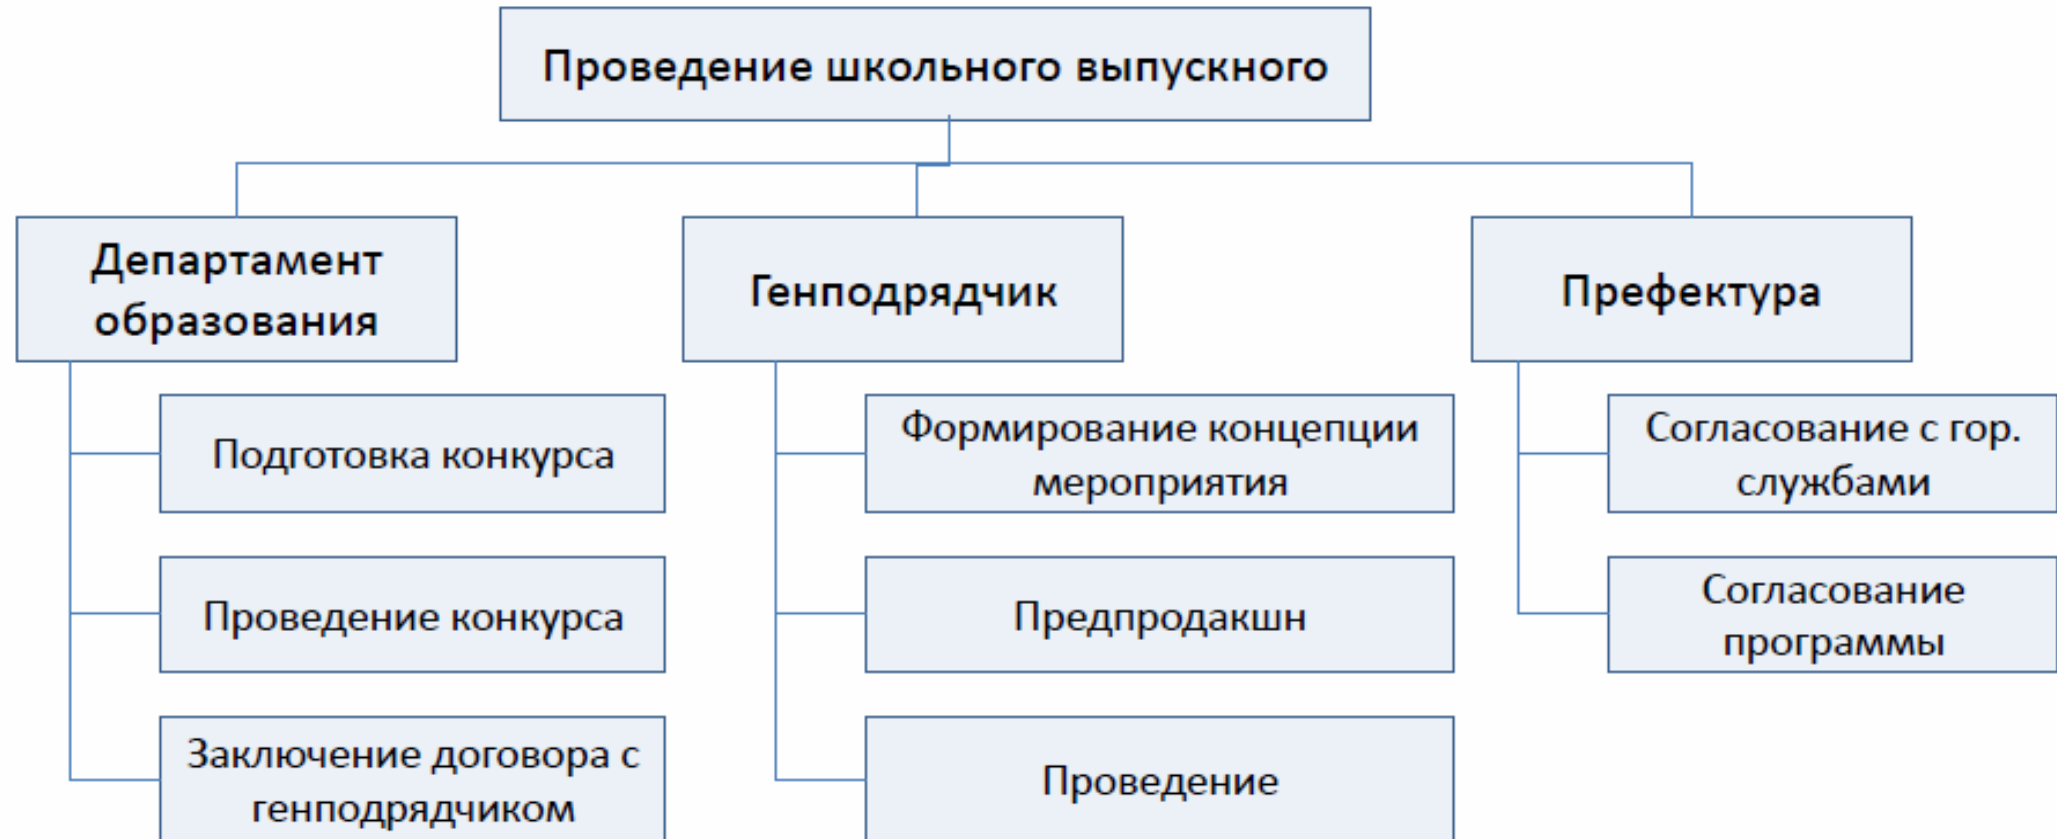 Проведение школьного выпускного
Департамент
образования
Генподрядчик
Префектура
Подготовка конкурса
Формирование концепции
мероприятия
Согласование с гор.
службами
Проведение конкурса
Предпродакшн
Согласование
программы
Заключение договора с
генподрядчиком
Проведение